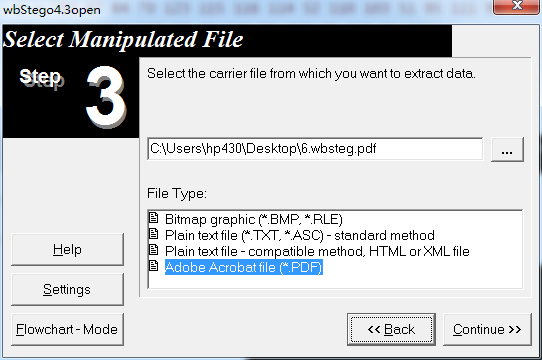 wbStego4.3open
Select Manipulated File
Step 3
Select the carrier file from which you want to extract data.
C:\Users\hp430\Desktop\6.wbsteg.pdf
...
File Type:
Bitmap graphic (*.BMP, *.RLE)
Plain text file (*.TXT, *.ASC) - standard method
Plain text file - compatible method, HTML or XML file
Adobe Acrobat file (*.PDF)
Help
Settings
Flowchart - Mode
<< Back
Continue >>